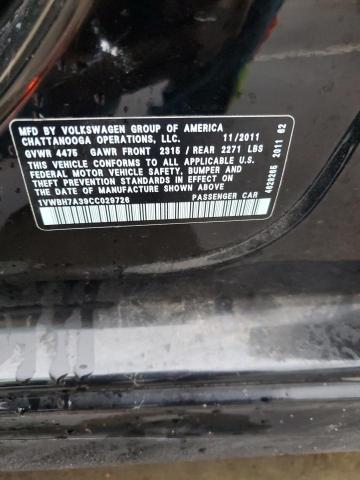 MFD BY VOLKSWAGEN GROUP OF AMERICA
CHATTANOOGA OPERATIONS, LLC. 11/2011
GVWR 4475 GAWR FRONT 2315 / REAR 2271 LBS
THIS VEHICLE CONFORMS TO ALL APPLICABLE U.S.
FEDERAL MOTOR VEHICLE SAFETY, BUMPER AND
THEFT PREVENTION STANDARDS IN EFFECT ON THE
DATE OF MANUFACTURE SHOWN ABOVE.
1VWBH7A39CC029726 PASSENGER CAR
4629265 2011 62